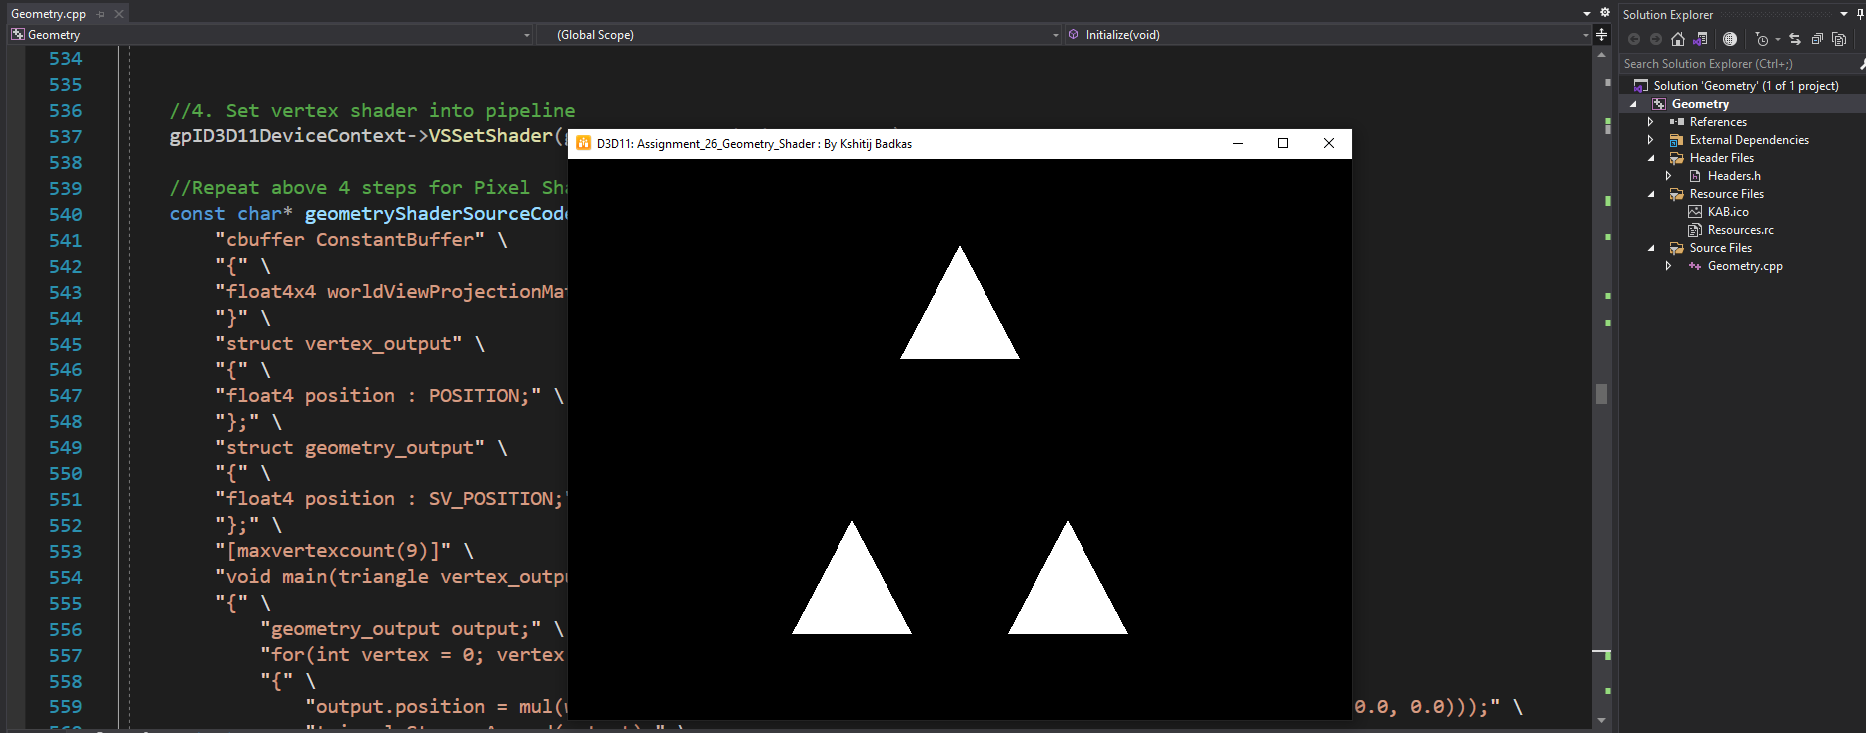 Geometry.cpp
Geometry
(Global Scope)
Initialize(void)
534
535
536 //4. Set vertex shader into pipeline
537 gpID3D11DeviceContext->VSSetShader(
538
539 //Repeat above 4 steps for Pixel Sha
540 const char* geometryShaderSourceCode
541 "cbuffer ConstantBuffer" \
542 "{" \
543 "float4x4 worldViewProjectionMa
544 "}" \
545 "struct vertex_output" \
546 "{" \
547 "float4 position : POSITION;" \
548 "};" \
549 "struct geometry_output" \
550 "{" \
551 "float4 position : SV_POSITION;"
552 "};" \
553 "[maxvertexcount(9)]" \
554 "void main(triangle vertex_outpu
555 "{" \
556 "geometry_output output;" \
557 "for(int vertex = 0; vertex
558 "{" \
559 "output.position = mul(w 0.0, 0.0)));" \
D3D11: Assignment_26_Geometry_Shader : By Kshitij Badkas
Solution Explorer
Search Solution Explorer (Ctrl+;)
Solution 'Geometry' (1 of 1 project)
Geometry
References
External Dependencies
Header Files
Headers.h
Resource Files
KAB.ico
Resources.rc
Source Files
Geometry.cpp